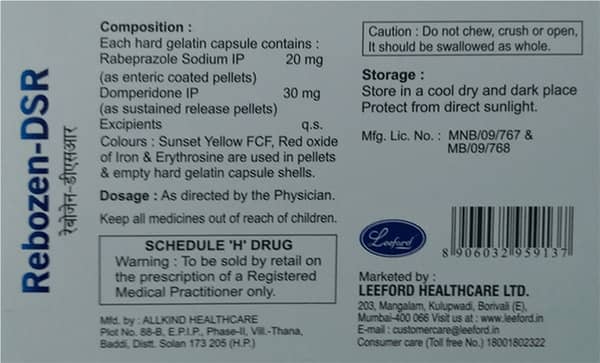 Rebozen-DSR
रेबोजेन-डीएसआर
Composition :
Each hard gelatin capsule contains :
Rabeprazole Sodium IP 20 mg
(as enteric coated pellets)
Domperidone IP 30 mg
(as sustained release pellets)
Excipients q.s.
Colours : Sunset Yellow FCF, Red oxide
of Iron & Erythrosine are used in pellets
& empty hard gelatin capsule shells.
Dosage : As directed by the Physician.
Keep all medicines out of reach of children.
SCHEDULE 'H' DRUG
Warning : To be sold by retail on
the prescription of a Registered
Medical Practitioner only.
Mfd. by : ALLKIND HEALTHCARE
Plot No. 88-B, E.P.I.P., Phase-II, Vill.-Thana,
Baddi, Distt. Solan 173 205 (H.P.)
Caution : Do not chew, crush or open,
It should be swallowed as whole.
Storage :
Store in a cool dry and dark place
Protect from direct sunlight.
Mfg. Lic. No. : MNB/09/767 &
MB/09/768
Leeford
8 906032 959137
Marketed by :
LEEFORD HEALTHCARE LTD.
203, Mangalam, Kulupwadi, Borivali (E),
Mumbai-400 066 Visit us at : www.leeford.in
E-mail : customercare@leeford.in
Consumer care (Toll free No.) 18001802322